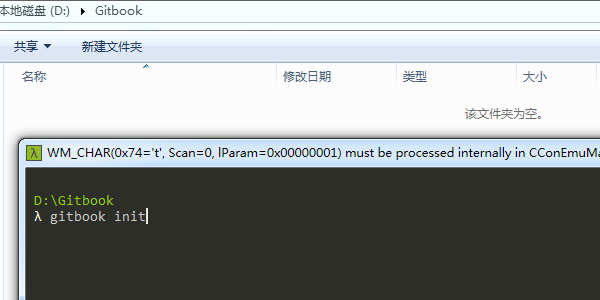 本地磁盘 (D:) ▸ Gitbook
共享 ▼ 新建文件夹
名称 修改日期 类型 大小
该文件夹为空。
λ WM_CHAR(0x74='t', Scan=0, lParam=0x00000001) must be processed internally in CConEmuMa
D:\Gitbook
λ gitbook init